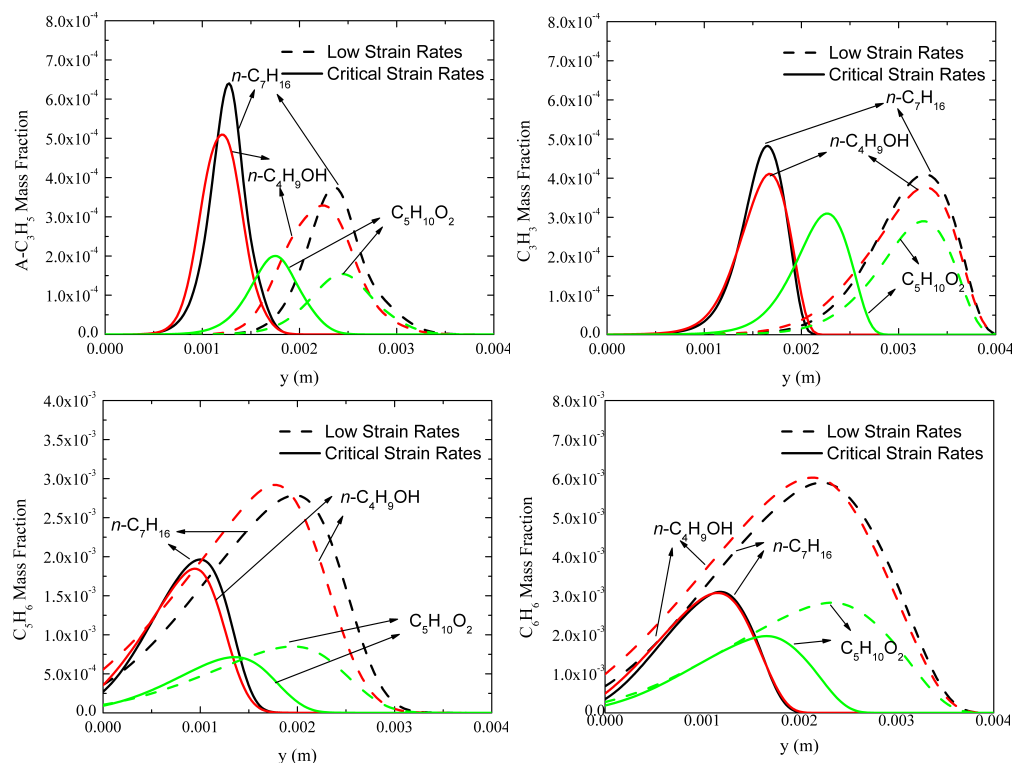 8.0x10⁻⁴
7.0x10⁻⁴
6.0x10⁻⁴
5.0x10⁻⁴
4.0x10⁻⁴
3.0x10⁻⁴
2.0x10⁻⁴
1.0x10⁻⁴
0.0
A-C₃H₅ Mass Fraction
Low Strain Rates
Critical Strain Rates
n-C₇H₁₆
n-C₄H₉OH
C₅H₁₀O₂
0.000 0.001 0.002 0.003 0.004
y (m)
8.0x10⁻⁴
7.0x10⁻⁴
6.0x10⁻⁴
5.0x10⁻⁴
4.0x10⁻⁴
3.0x10⁻⁴
2.0x10⁻⁴
1.0x10⁻⁴
0.0
C₃H₃ Mass Fraction
Low Strain Rates
Critical Strain Rates
n-C₇H₁₆
n-C₄H₉OH
C₅H₁₀O₂
0.000 0.001 0.002 0.003 0.004
y (m)
4.0x10⁻³
3.5x10⁻³
3.0x10⁻³
2.5x10⁻³
2.0x10⁻³
1.5x10⁻³
1.0x10⁻³
5.0x10⁻⁴
0.0
C₅H₆ Mass Fraction
Low Strain Rates
Critical Strain Rates
n-C₄H₉OH
n-C₇H₁₆
C₅H₁₀O₂
0.000 0.001 0.002 0.003 0.004
y (m)
8.0x10⁻³
7.0x10⁻³
6.0x10⁻³
5.0x10⁻³
4.0x10⁻³
3.0x10⁻³
2.0x10⁻³
1.0x10⁻³
0.0
C₆H₆ Mass Fraction
Low Strain Rates
Critical Strain Rates
n-C₄H₉OH
n-C₇H₁₆
C₅H₁₀O₂
0.000 0.001 0.002 0.003 0.004
y (m)